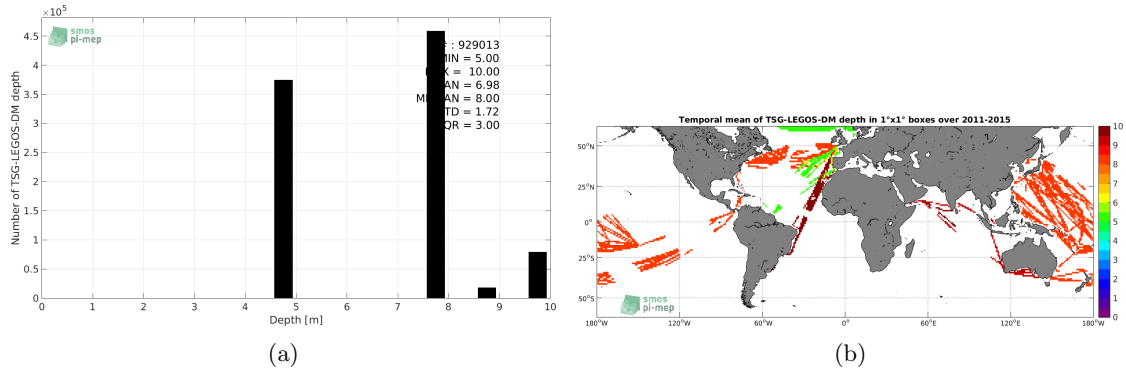 ×10⁵
smos
pi-mep
4.5
4
3.5
3
2.5
2
1.5
1
0.5
0
Number of TSG-LEGOS-DM depth
: 929013
MIN = 5.00
= 10.00
= 6.98
= 8.00
= 1.72
= 3.00
0 1 2 3 4 5 6 7 8 9 10
Depth [m]
(a)
Temporal mean of TSG-LEGOS-DM depth in 1°x1° boxes over 2011-2015
50°N
25°N
0°
25°S
50°S
smos
pi-mep
180°W 120°W 60°W 0° 60°E 120°E 180°E
10
9
8
7
6
5
4
3
2
1
0
(b)